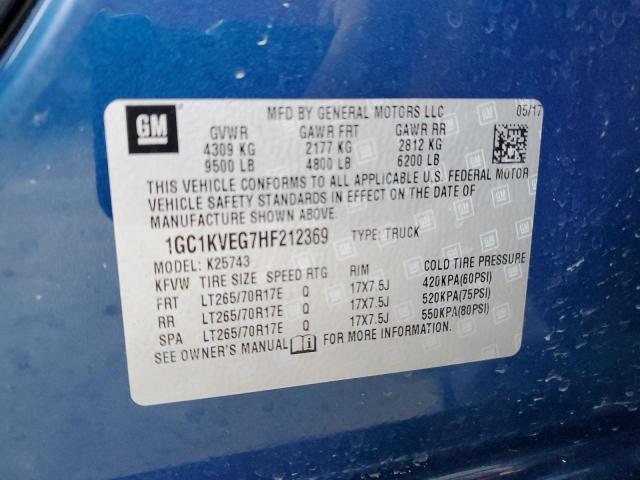 GM
MFD BY GENERAL MOTORS LLC 05/17
GVWR GAWR FRT GAWR RR
4309 KG 2177 KG 2812 KG
9500 LB 4800 LB 6200 LB
THIS VEHICLE CONFORMS TO ALL APPLICABLE U.S. FEDERAL MOTOR
VEHICLE SAFETY STANDARDS IN EFFECT ON THE DATE OF
MANUFACTURE SHOWN ABOVE.
1GC1KVEG7HF212369 TYPE: TRUCK
MODEL: K25743
KFVW TIRE SIZE SPEED RTG RIM COLD TIRE PRESSURE
FRT LT265/70R17E Q 17X7.5J 420KPA(60PSI)
RR LT265/70R17E Q 17X7.5J 520KPA(75PSI)
SPA LT265/70R17E Q 17X7.5J 550KPA(80PSI)
SEE OWNER'S MANUAL i FOR MORE INFORMATION.